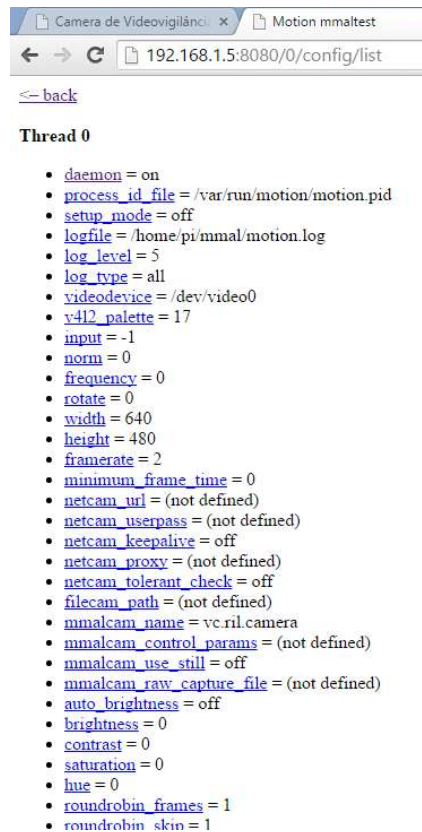 Camera de Videovigilânci × Motion mmaltest
192.168.1.5:8080/0/config/list
<– back
Thread 0
daemon = on
process_id_file = /var/run/motion/motion.pid
setup_mode = off
logfile = /home/pi/mmal/motion.log
log_level = 5
log_type = all
videodevice = /dev/video0
v4l2_palette = 17
input = -1
norm = 0
frequency = 0
rotate = 0
width = 640
height = 480
framerate = 2
minimum_frame_time = 0
netcam_url = (not defined)
netcam_userpass = (not defined)
netcam_keepalive = off
netcam_proxy = (not defined)
netcam_tolerant_check = off
filecam_path = (not defined)
mmalcam_name = vc.ril.camera
mmalcam_control_params = (not defined)
mmalcam_use_still = off
mmalcam_raw_capture_file = (not defined)
auto_brightness = off
brightness = 0
contrast = 0
saturation = 0
hue = 0
roundrobin_frames = 1
roundrobin_skip = 1